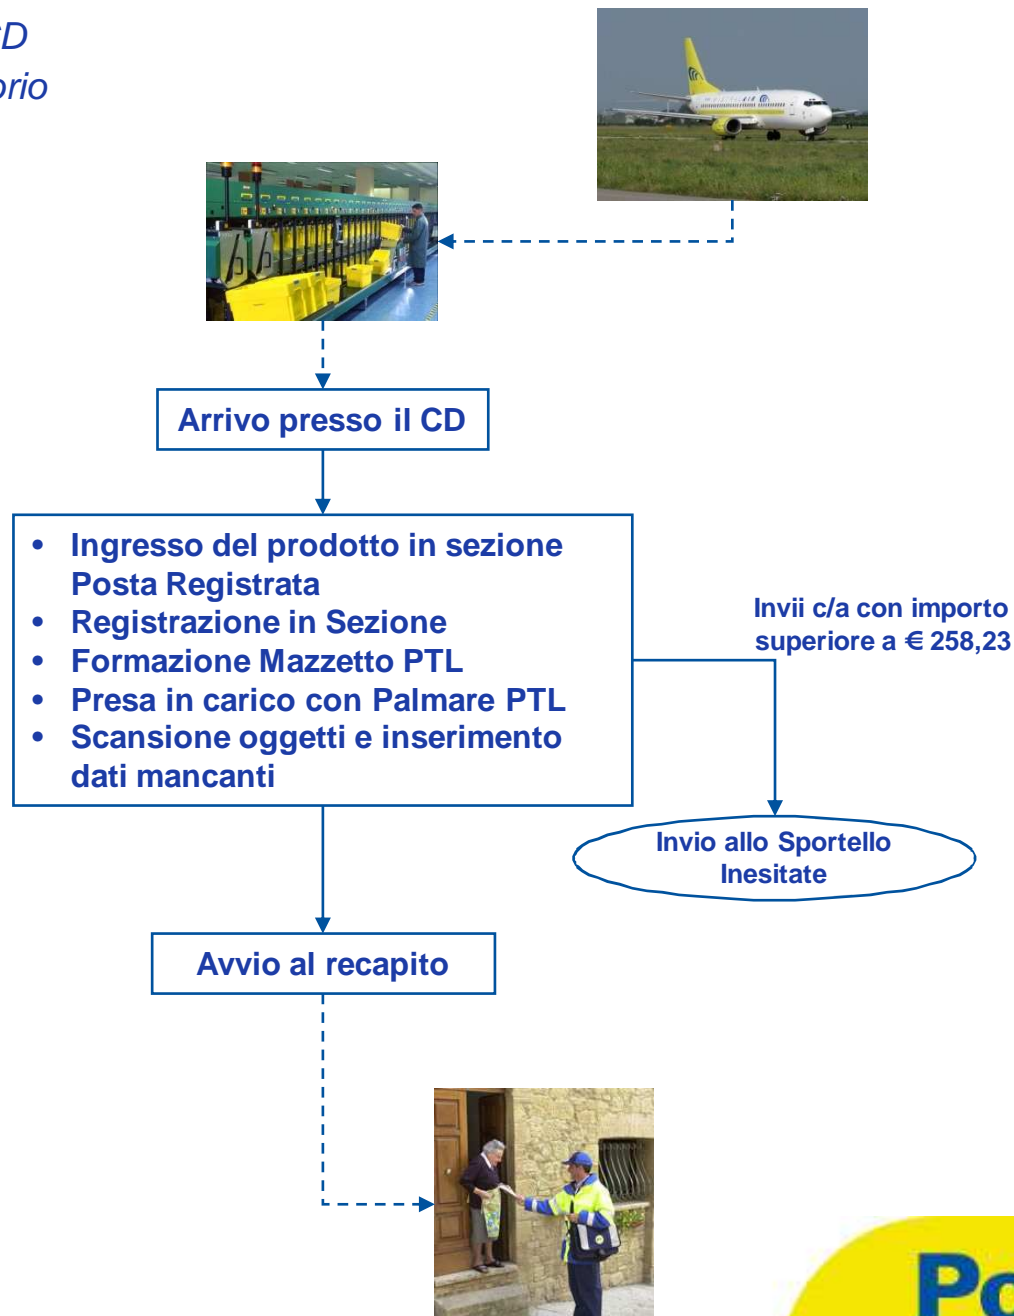 CD
orio
Arrivo presso il CD
• Ingresso del prodotto in sezione
Posta Registrata
• Registrazione in Sezione
• Formazione Mazzetto PTL
• Presa in carico con Palmare PTL
• Scansione oggetti e inserimento
dati mancanti
Invii c/a con importo
superiore a € 258,23
Invio allo Sportello
Inesitate
Avvio al recapito
Po